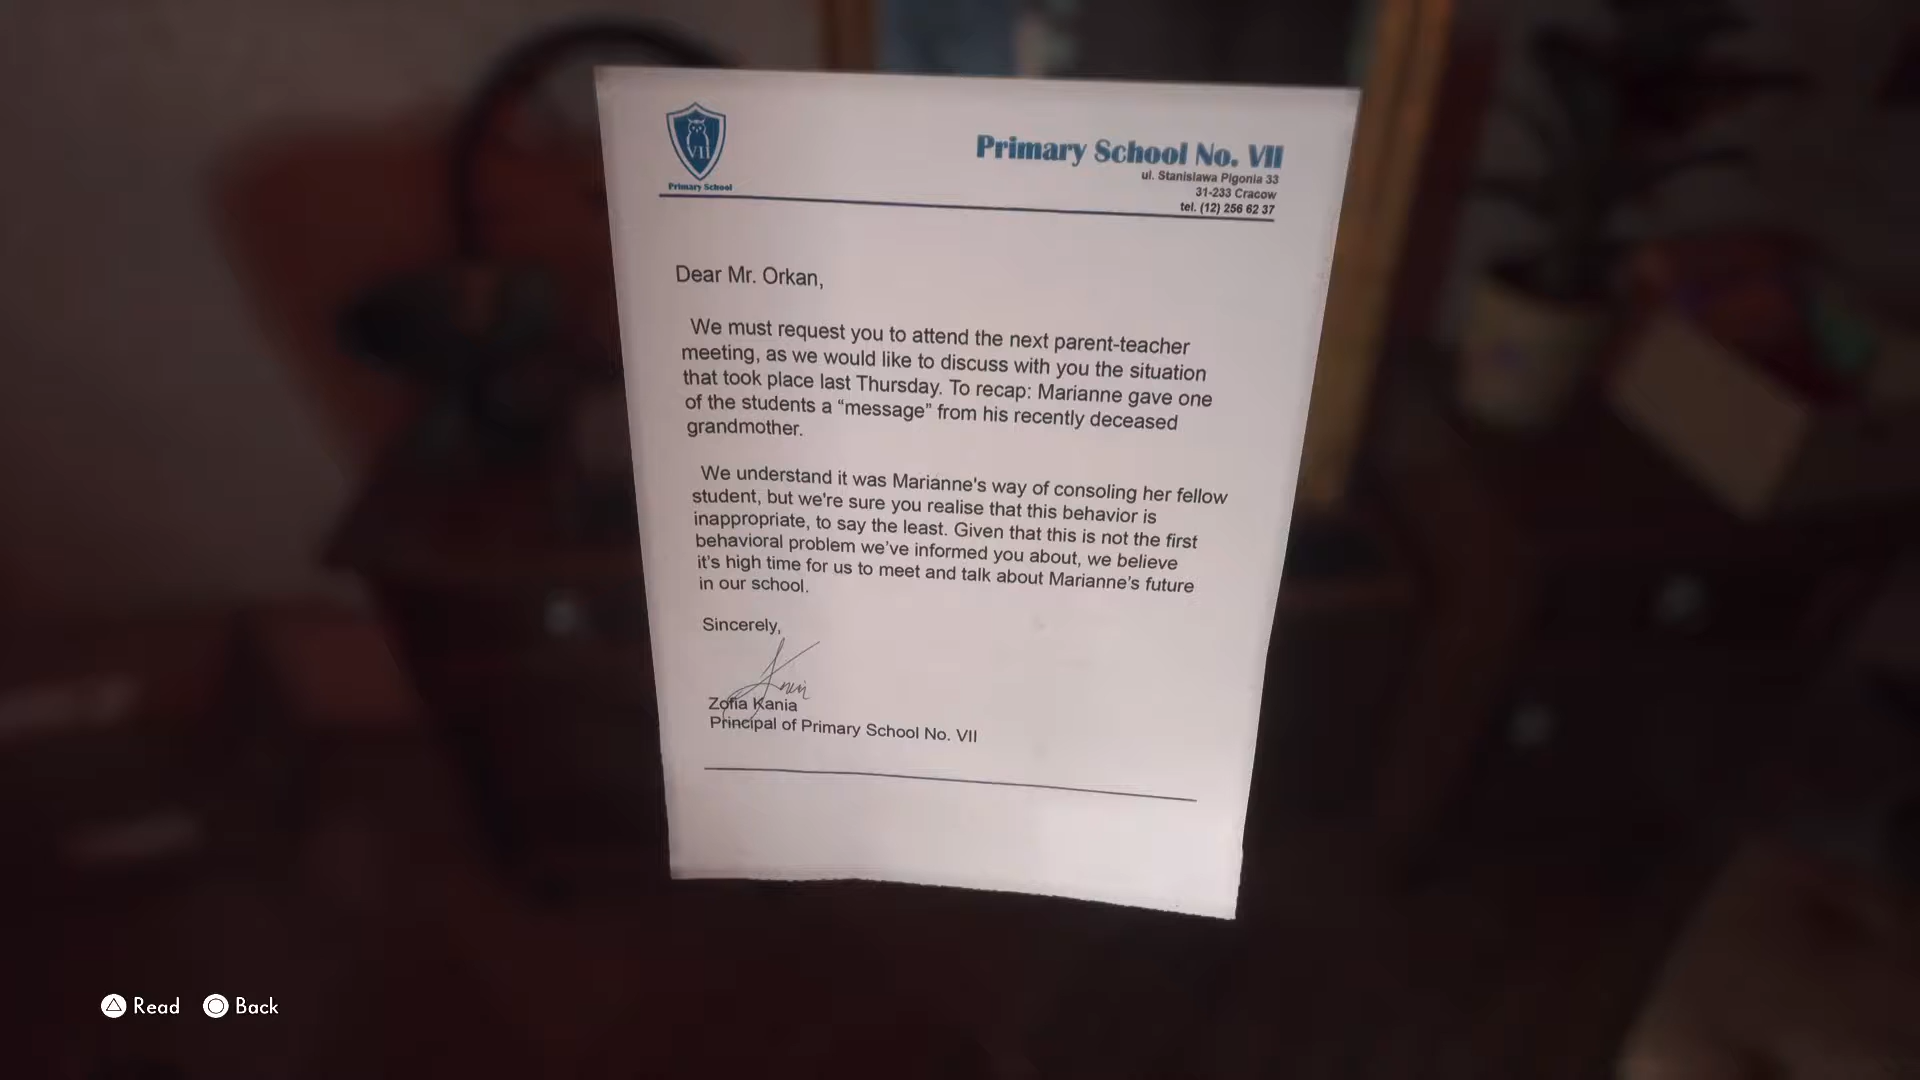 VII
Primary School
Primary School No. VII
ul. Stanislawa Pigonia 33
31-233 Cracow
tel. (12) 256 62 37
Dear Mr. Orkan,
We must request you to attend the next parent-teacher
meeting, as we would like to discuss with you the situation
that took place last Thursday. To recap: Marianne gave one
of the students a “message” from his recently deceased
grandmother.
We understand it was Marianne's way of consoling her fellow
student, but we're sure you realise that this behavior is
inappropriate, to say the least. Given that this is not the first
behavioral problem we’ve informed you about, we believe
it’s high time for us to meet and talk about Marianne’s future
in our school.
Sincerely,
Zofia Kania
Principal of Primary School No. VII
Read Back